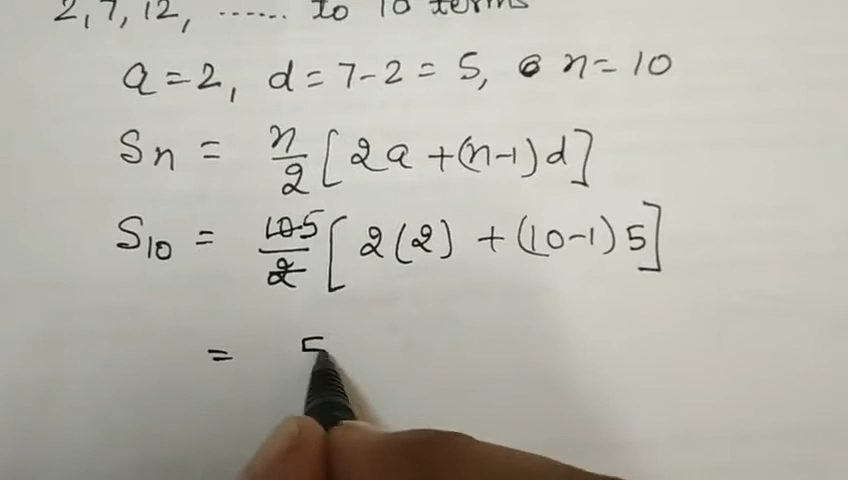 2, 7, 12, ...... to 10 terms
a = 2, d = 7 - 2 = 5, n = 10
Sn = n/2 [ 2a + (n-1) d ]
S10 = 10 5/2 [ 2(2) + (10-1) 5 ]
= 5